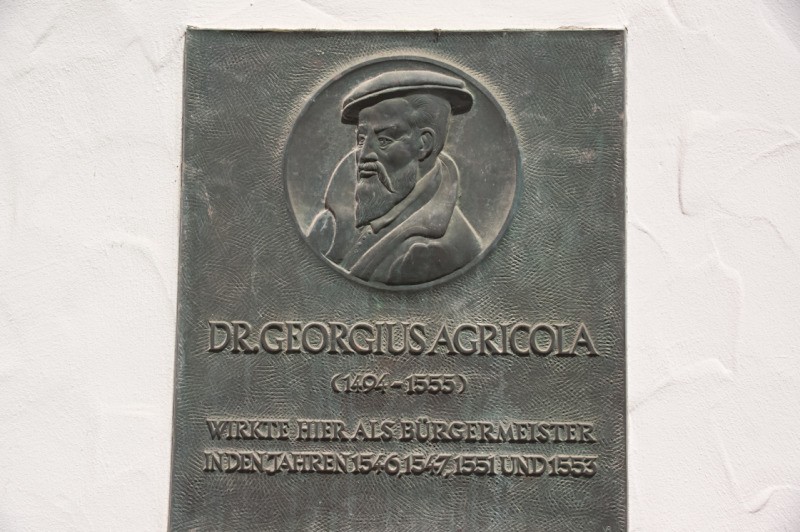 DR. GEORGIUS AGRICOLA
(1494-1555)
WIRKTE HIER ALS BÜRGERMEISTER
IN DEN JAHREN 1546, 1547, 1551 UND 1553